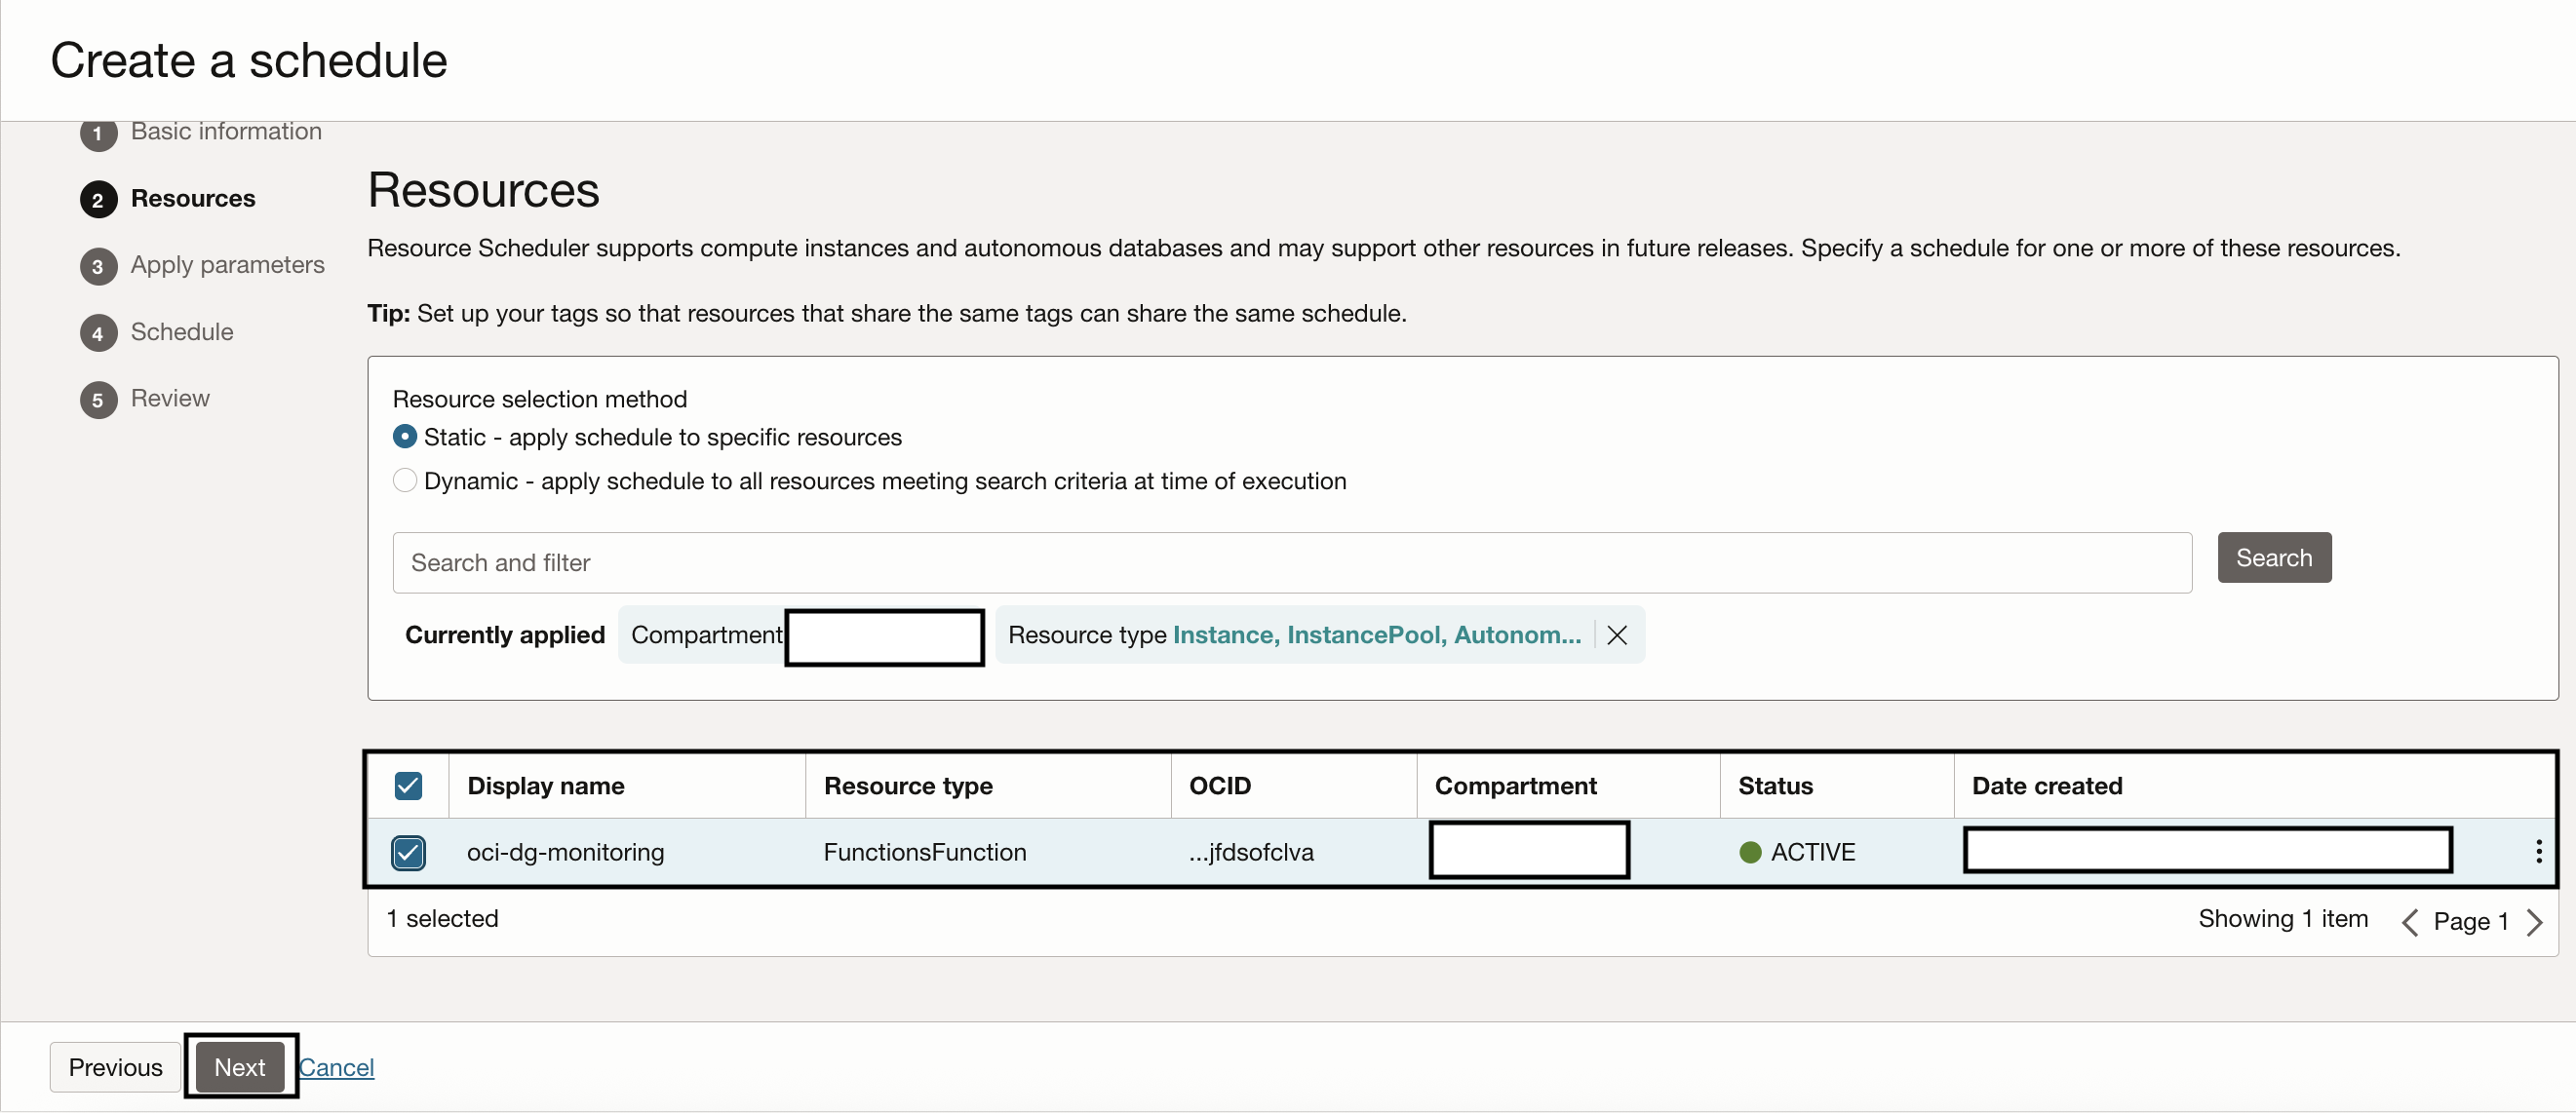 Create a schedule
1 Basic information
2 Resources
3 Apply parameters
4 Schedule
5 Review
Resources
Resource Scheduler supports compute instances and autonomous databases and may support other resources in future releases. Specify a schedule for one or more of these resources.
Tip: Set up your tags so that resources that share the same tags can share the same schedule.
Resource selection method
Static - apply schedule to specific resources
Dynamic - apply schedule to all resources meeting search criteria at time of execution
Search and filter
Search
Currently applied Compartment Resource type Instance, InstancePool, Autonom...
Display name Resource type OCID Compartment Status Date created
oci-dg-monitoring FunctionsFunction ...jfdsofclva ACTIVE
1 selected Showing 1 item Page 1
Previous Next Cancel